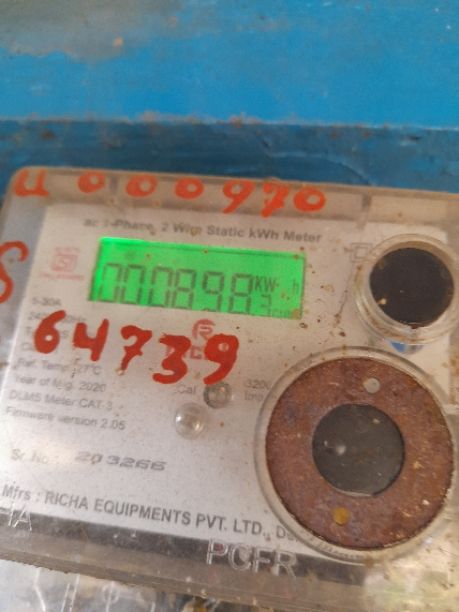 u 000970
ac 1-Phase, 2 Wire Static kWh Meter
000898.3 KW h
S
5-30A
64739
R
Ref. Temp. 27°C
Cal
3200
Year of Mfg. 2020
DLMS Meter CAT-3
Firmware version 2.05
Sr. No. 203266
Mfrs : RICHA EQUIPMENTS PVT. LTD.,